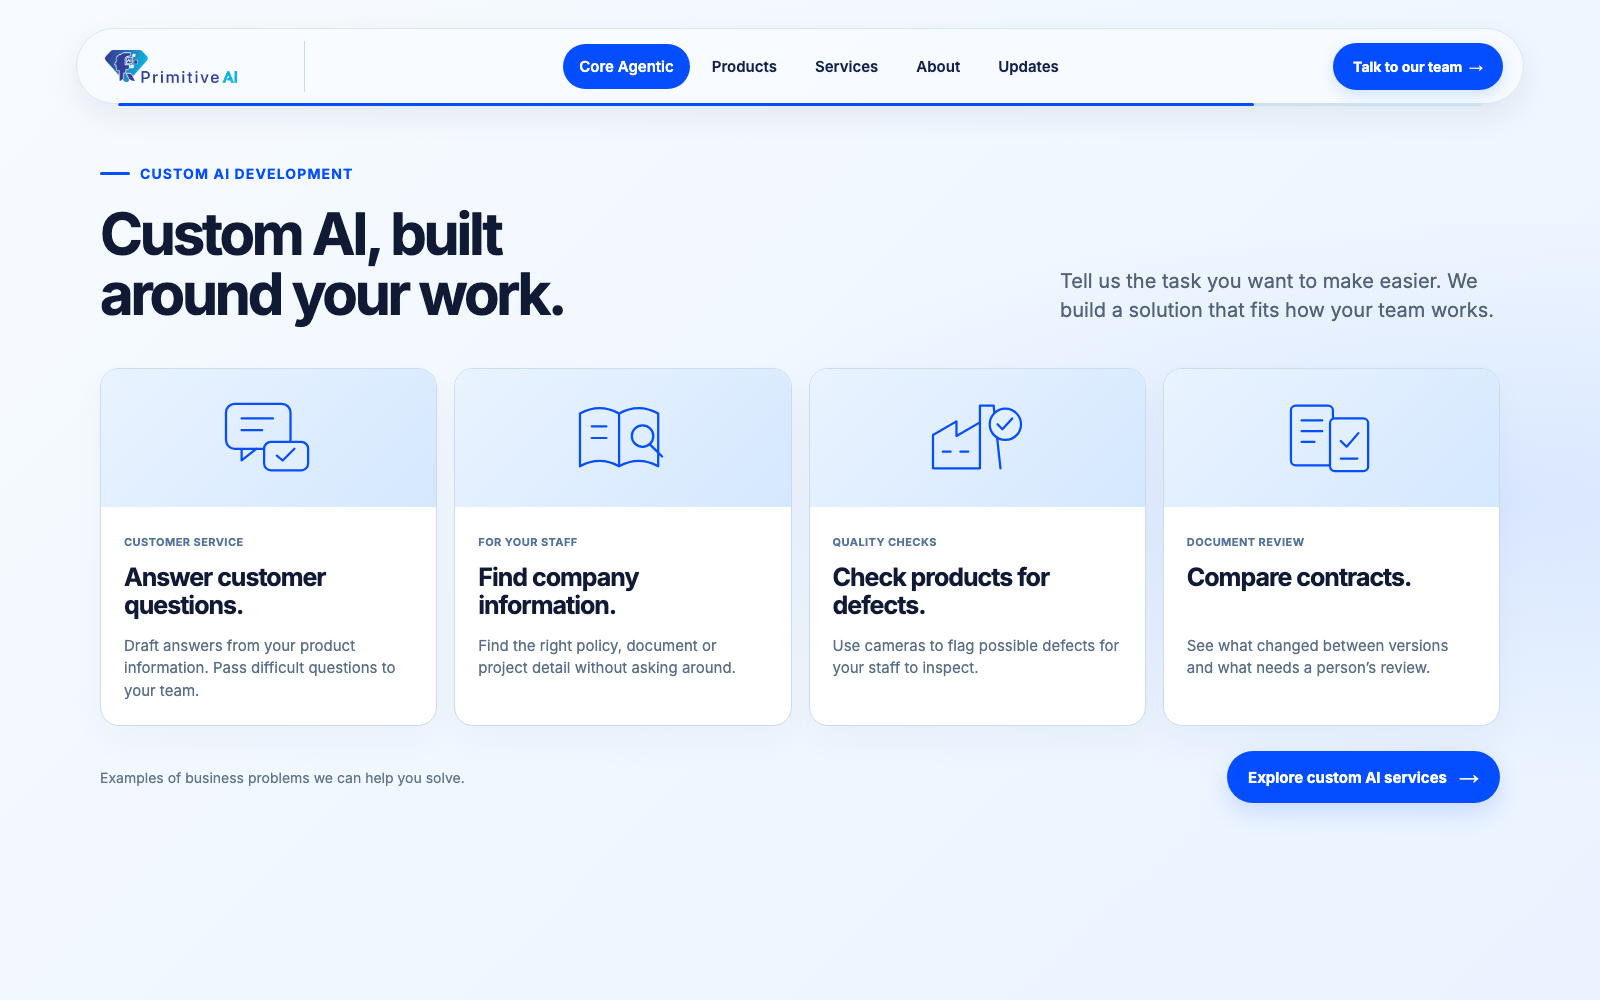 Primitive AI
Core Agentic
Products
Services
About
Updates
Talk to our team →
CUSTOM AI DEVELOPMENT
Custom AI, built
around your work.
Tell us the task you want to make easier. We
build a solution that fits how your team works.
CUSTOMER SERVICE
Answer customer
questions.
Draft answers from your product
information. Pass difficult questions to
your team.
FOR YOUR STAFF
Find company
information.
Find the right policy, document or
project detail without asking around.
QUALITY CHECKS
Check products for
defects.
Use cameras to flag possible defects for
your staff to inspect.
DOCUMENT REVIEW
Compare contracts.
See what changed between versions
and what needs a person’s review.
Examples of business problems we can help you solve.
Explore custom AI services →